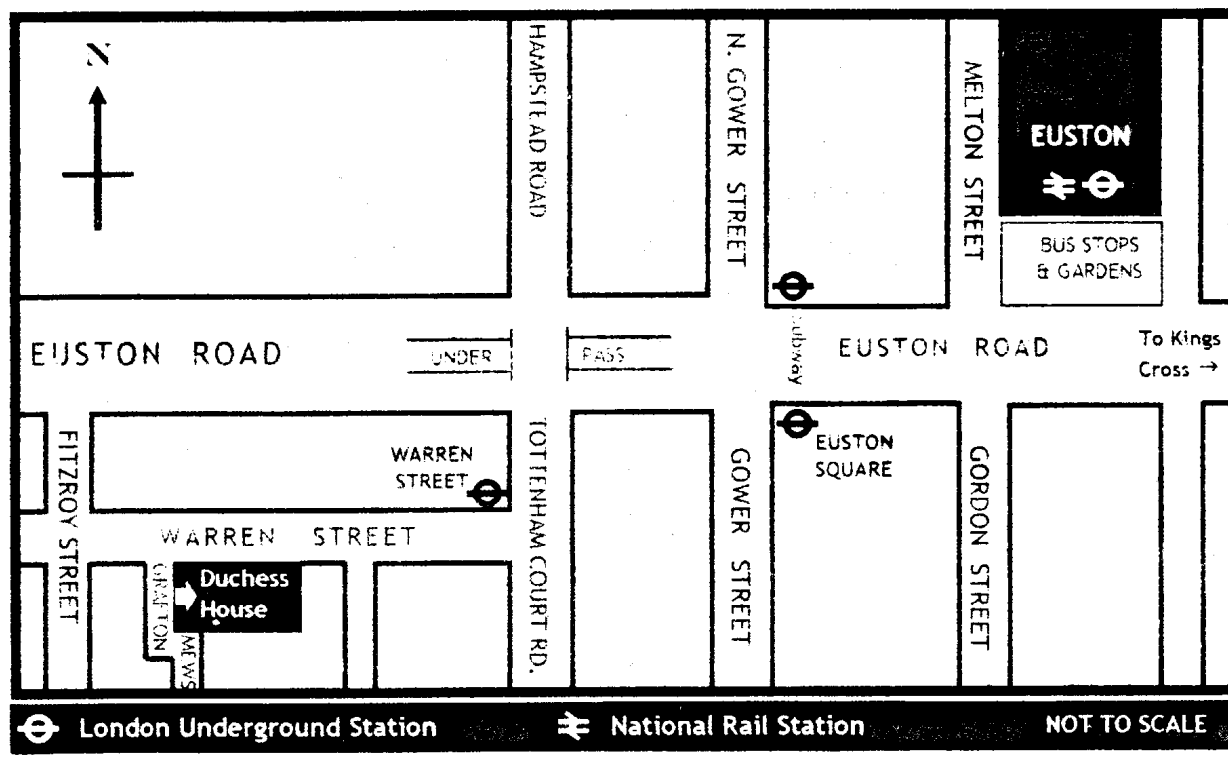 N
HAMPSTEAD ROAD
N. GOWER STREET
MELTON STREET
EUSTON
BUS STOPS
& GARDENS
EUSTON ROAD
UNDER
PASS
subway
EUSTON ROAD
To Kings
Cross →
FITZROY STREET
WARREN
STREET
TOTTENHAM COURT RD.
GOWER STREET
EUSTON
SQUARE
GORDON STREET
WARREN STREET
GRAFTON
MEWS
Duchess
House
London Underground Station
National Rail Station
NOT TO SCALE